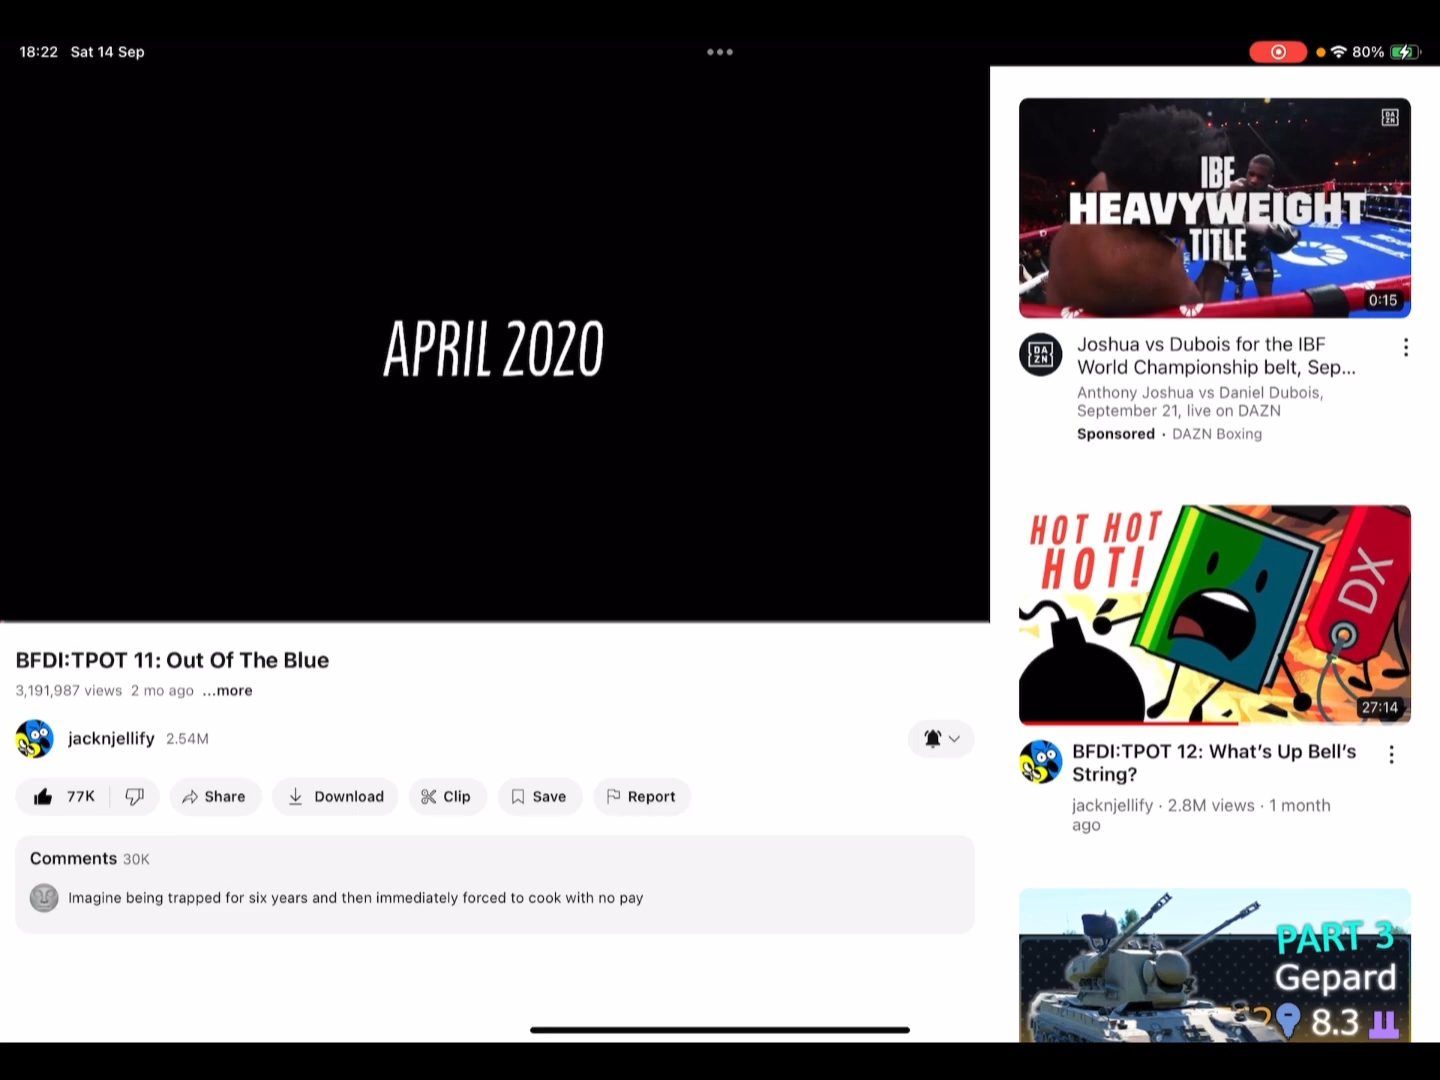 18:22 Sat 14 Sep
80%
APRIL 2020
BFDI:TPOT 11: Out Of The Blue
3,191,987 views 2 mo ago ...more
jacknjellify 2.54M
77K
Share
Download
Clip
Save
Report
Comments 30K
Imagine being trapped for six years and then immediately forced to cook with no pay
DAZN
IBF
HEAVYWEIGHT
TITLE
0:15
DAZN
Joshua vs Dubois for the IBF
World Championship belt, Sep...
Anthony Joshua vs Daniel Dubois,
September 21, live on DAZN
Sponsored · DAZN Boxing
HOT HOT
HOT!
DX
27:14
BFDI:TPOT 12: What's Up Bell's
String?
jacknjellify · 2.8M views · 1 month
ago
PART 3
Gepard
8.3